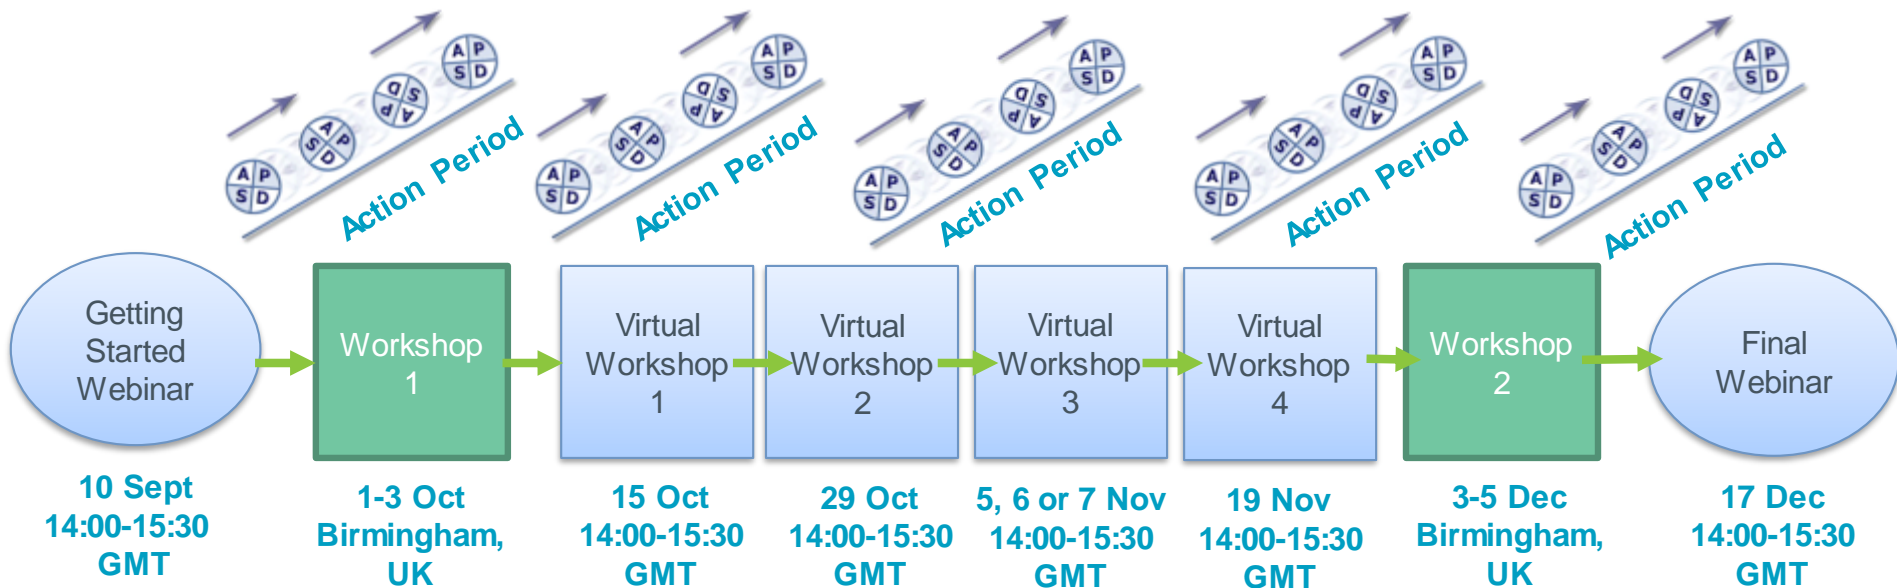 A P
S D
A P
S D
A P
S D
A P
S D
Action Period
A P
S D
A P
S D
A P
S D
A P
S D
Action Period
A P
S D
A P
S D
A P
S D
A P
S D
Action Period
A P
S D
A P
S D
A P
S D
A P
S D
Action Period
A P
S D
A P
S D
A P
S D
A P
S D
Action Period
Getting
Started
Webinar
Workshop
1
Virtual
Workshop
1
Virtual
Workshop
2
Virtual
Workshop
3
Virtual
Workshop
4
Workshop
2
Final
Webinar
10 Sept
14:00-15:30
GMT
1-3 Oct
Birmingham,
UK
15 Oct
14:00-15:30
GMT
29 Oct
14:00-15:30
GMT
5, 6 or 7 Nov
14:00-15:30
GMT
19 Nov
14:00-15:30
GMT
3-5 Dec
Birmingham,
UK
17 Dec
14:00-15:30
GMT